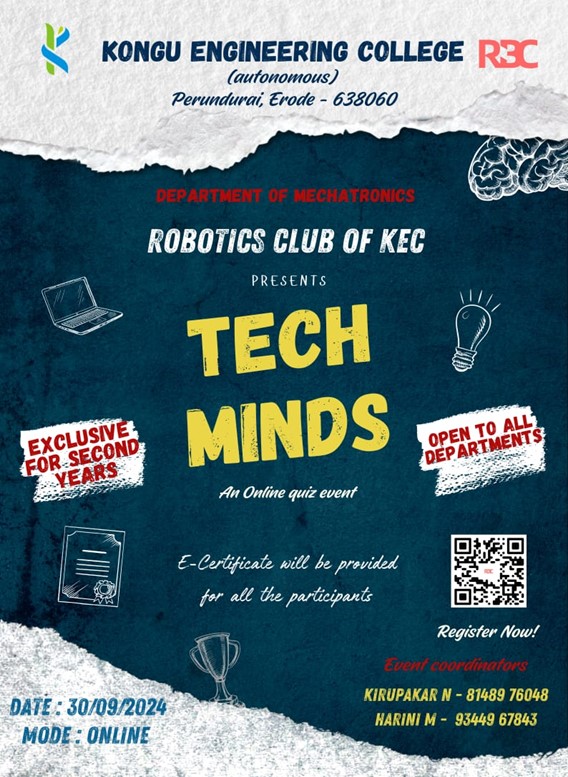 KONGU ENGINEERING COLLEGE R3C
(autonomous)
Perundurai, Erode - 638060
DEPARTMENT OF MECHATRONICS
ROBOTICS CLUB OF KEC
PRESENTS
TECH
MINDS
EXCLUSIVE
FOR SECOND
YEARS
OPEN TO ALL
DEPARTMENTS
An Online quiz event
E-Certificate will be provided
for all the participants
Register Now!
Event coordinators
KIRUPAKAR N - 81489 76048
HARINI M - 93449 67843
DATE : 30/09/2024
MODE : ONLINE